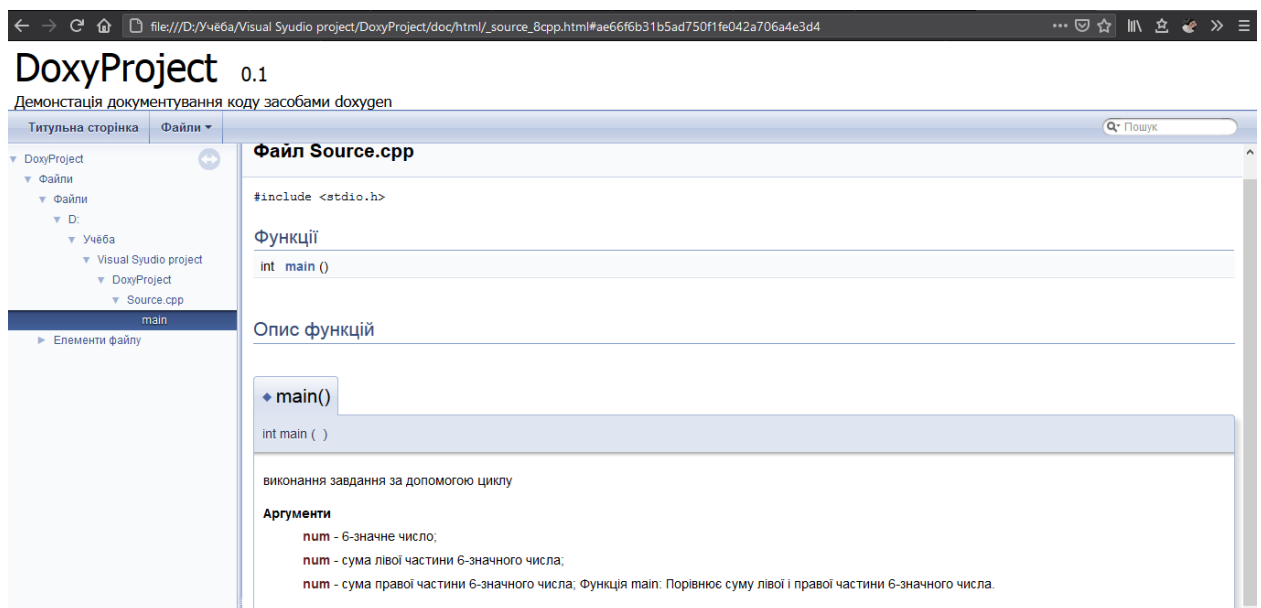 file:///D:/Учёба/Visual Syudio project/DoxyProject/doc/html/_source_8cpp.html#ae66f6b31b5ad750f1fe042a706a4e3d4
DoxyProject 0.1
Демонстація документування коду засобами doxygen
Титульна сторінка Файли Пошук
DoxyProject
Файли
Файли
D:
Учёба
Visual Syudio project
DoxyProject
Source.cpp
main
Елементи файлу
Файл Source.cpp
#include <stdio.h>
Функції
int main ()
Опис функцій
◆ main()
int main ( )
виконання завдання за допомогою циклу
Аргументи
num - 6-значне число;
num - сума лівої частини 6-значного числа;
num - сума правої частини 6-значного числа; Функція main: Порівнює суму лівої і правої частини 6-значного числа.